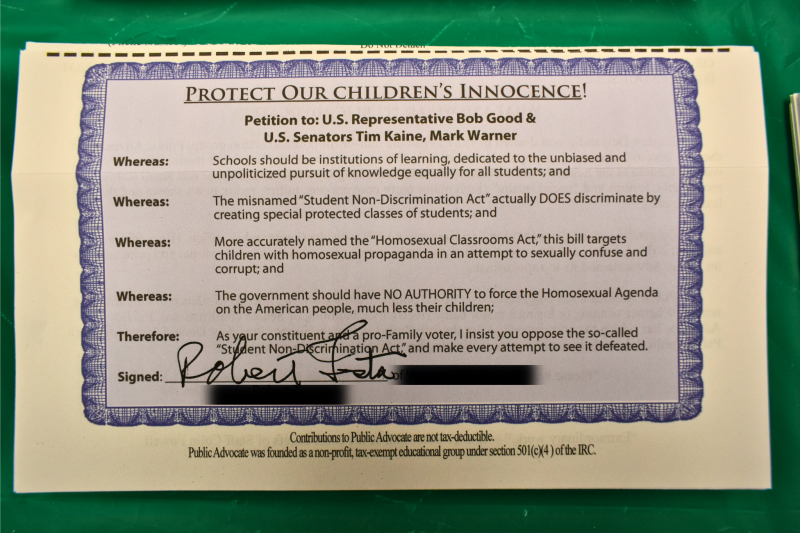 Do Not Detach
PROTECT OUR CHILDREN'S INNOCENCE!
Petition to: U.S. Representative Bob Good &
U.S. Senators Tim Kaine, Mark Warner
Whereas: Schools should be institutions of learning, dedicated to the unbiased and
unpoliticized pursuit of knowledge equally for all students; and
Whereas: The misnamed "Student Non-Discrimination Act" actually DOES discriminate by
creating special protected classes of students; and
Whereas: More accurately named the "Homosexual Classrooms Act," this bill targets
children with homosexual propaganda in an attempt to sexually confuse and
corrupt; and
Whereas: The government should have NO AUTHORITY to force the Homosexual Agenda
on the American people, much less their children;
Therefore: As your constituent and a pro-Family voter, I insist you oppose the so-called
"Student Non-Discrimination Act," and make every attempt to see it defeated.
Signed: Robert
Contributions to Public Advocate are not tax-deductible.
Public Advocate was founded as a non-profit, tax-exempt educational group under section 501(c)(4) of the IRC.